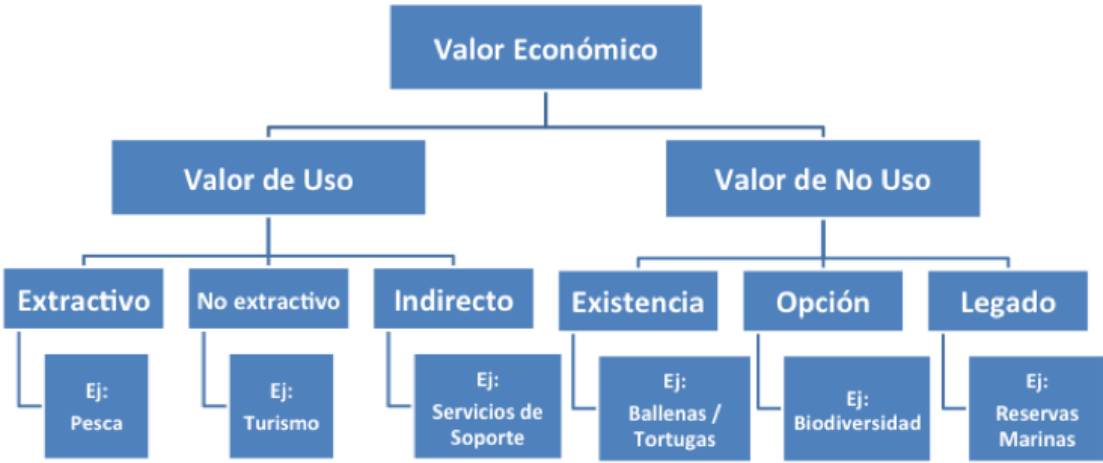 Valor Económico
Valor de Uso
Valor de No Uso
Extractivo
No extractivo
Indirecto
Existencia
Opción
Legado
Ej:
Pesca
Ej:
Turismo
Ej:
Servicios de
Soporte
Ej:
Ballenas /
Tortugas
Ej:
Biodiversidad
Ej:
Reservas
Marinas